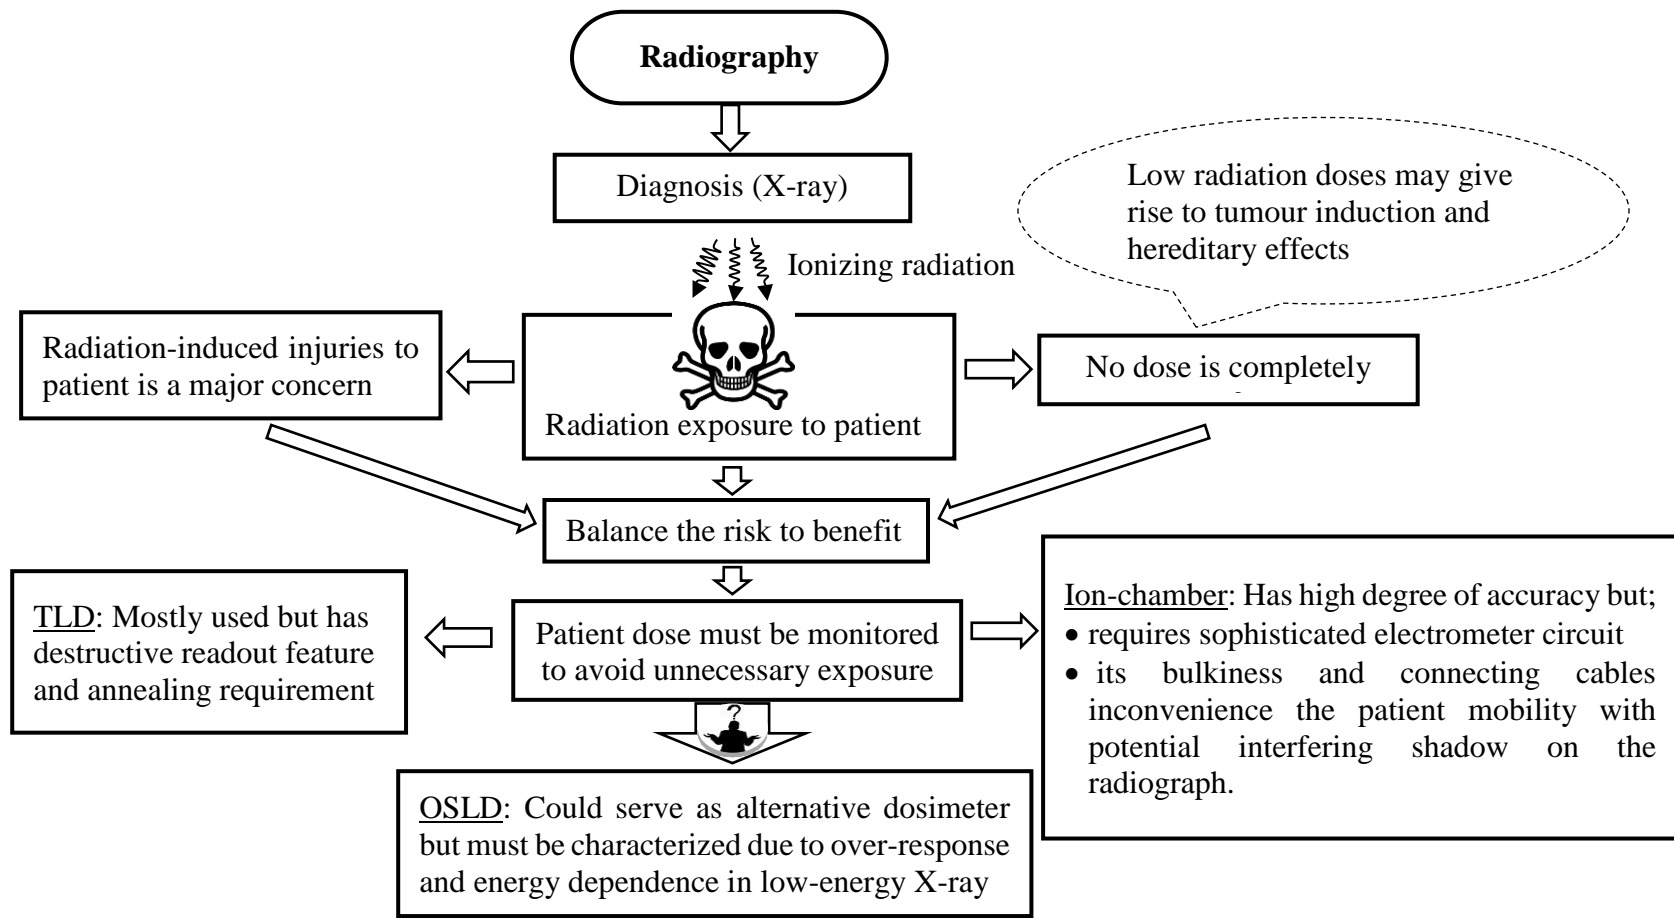 Radiography
Diagnosis (X-ray)
Low radiation doses may give
rise to tumour induction and
hereditary effects
Ionizing radiation
Radiation-induced injuries to
patient is a major concern
Radiation exposure to patient
No dose is completely
Balance the risk to benefit
TLD: Mostly used but has
destructive readout feature
and annealing requirement
Patient dose must be monitored
to avoid unnecessary exposure
Ion-chamber: Has high degree of accuracy but;
• requires sophisticated electrometer circuit
• its bulkiness and connecting cables
inconvenience the patient mobility with
potential interfering shadow on the
radiograph.
?
OSLD: Could serve as alternative dosimeter
but must be characterized due to over-response
and energy dependence in low-energy X-ray